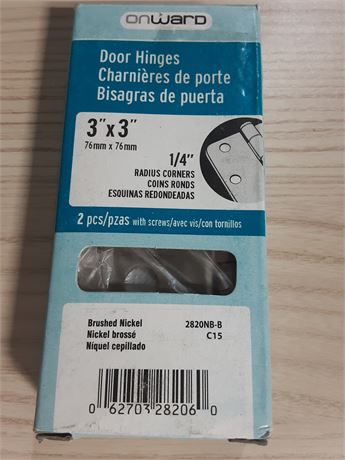 onward
Door Hinges
Charnières de porte
Bisagras de puerta
3" x 3"
76mm x 76mm
1/4"
RADIUS CORNERS
COINS RONDS
ESQUINAS REDONDEADAS
2 pcs/pzas with screws/avec vis/con tornillos
Brushed Nickel 2820NB-B
Nickel brossé C15
Níquel cepillado
0 62703 28206 0